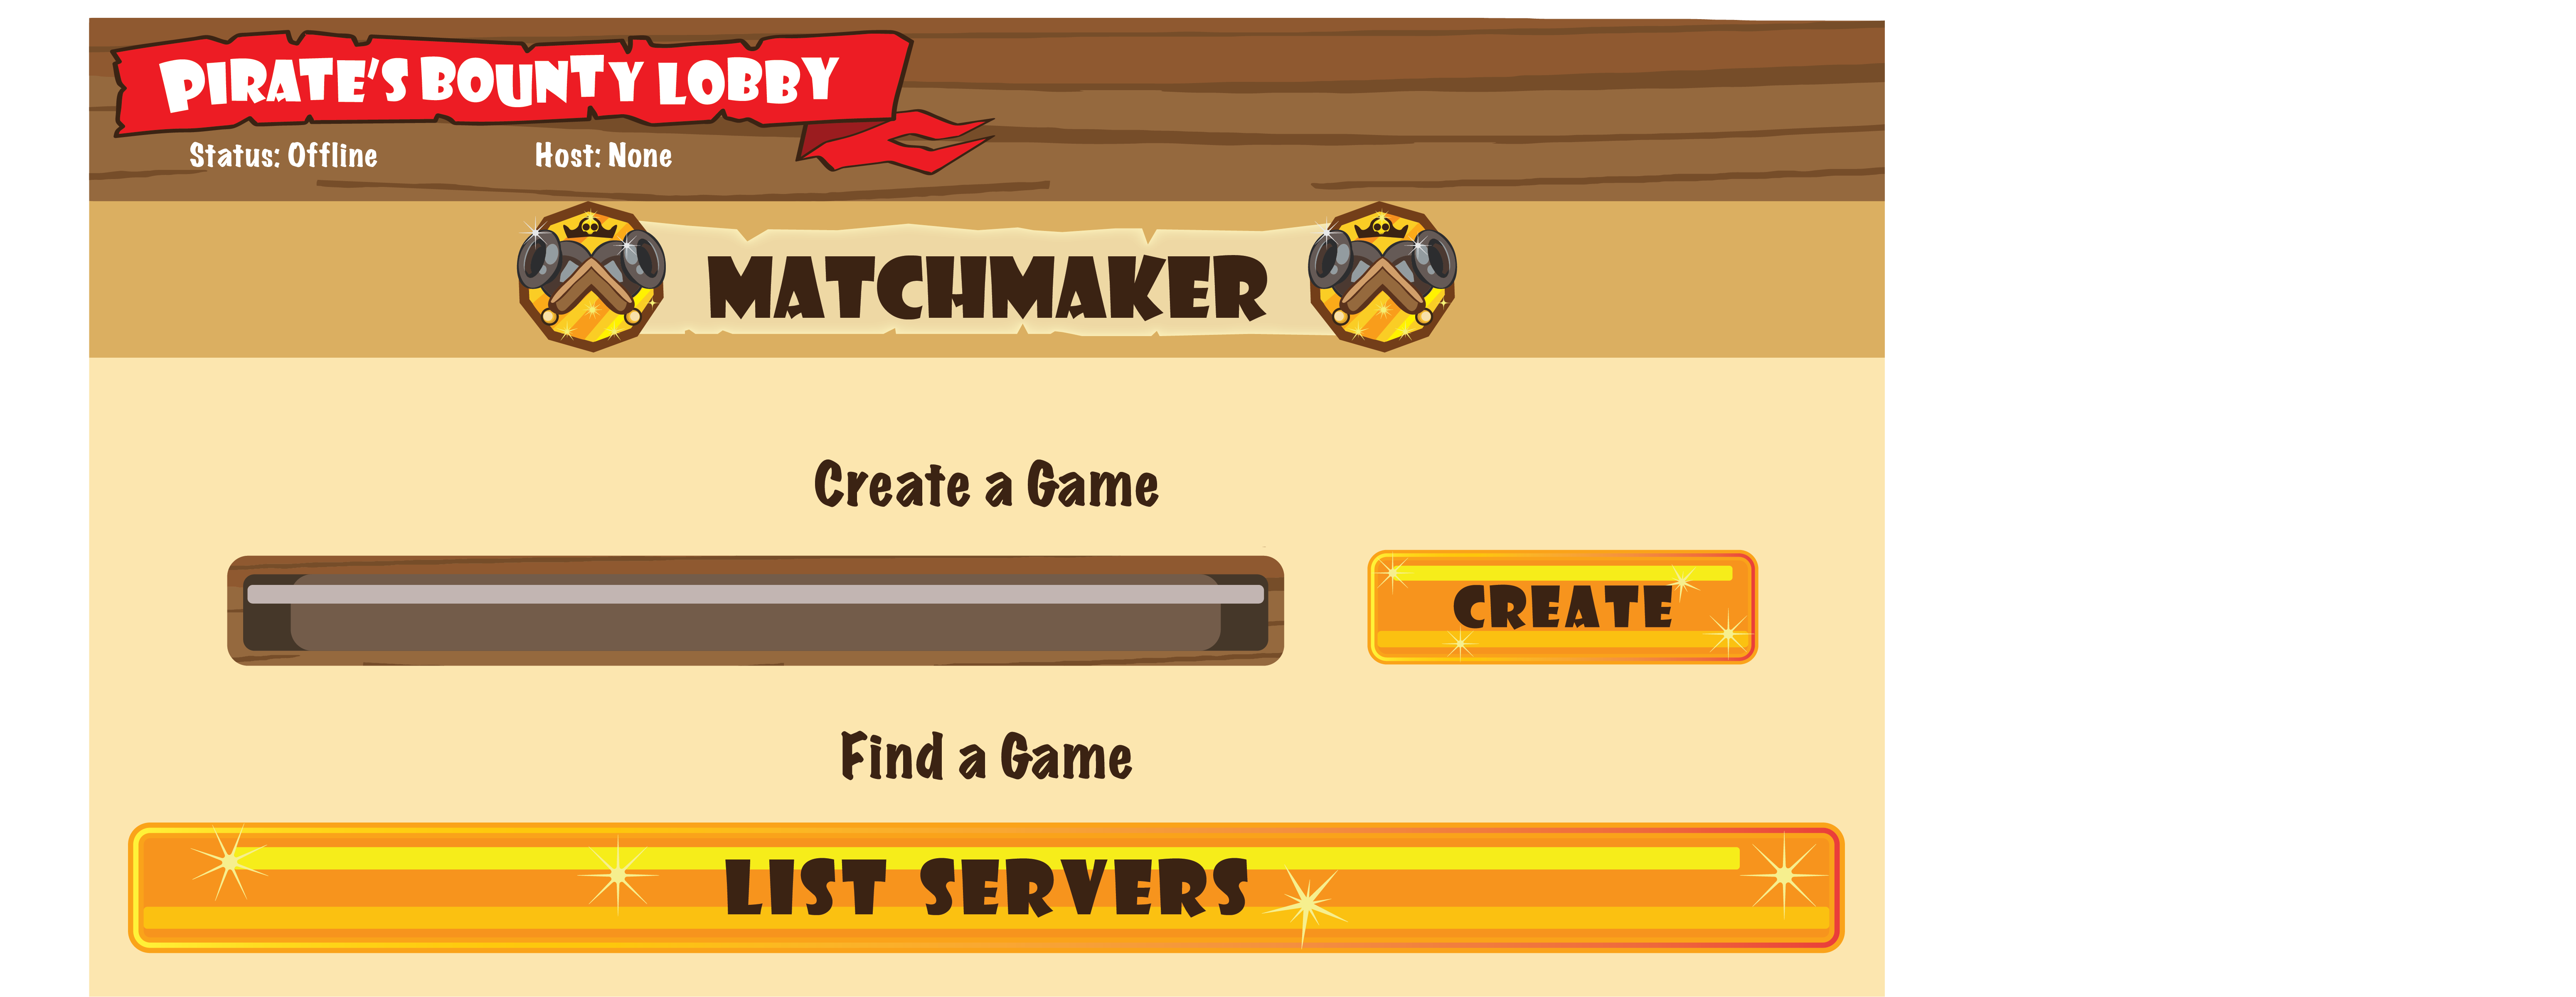 PIRATE'S BOUNTY LOBBY
Status: Offline Host: None
MATCHMAKER
Create a Game
CREATE
Find a Game
LIST SERVERS